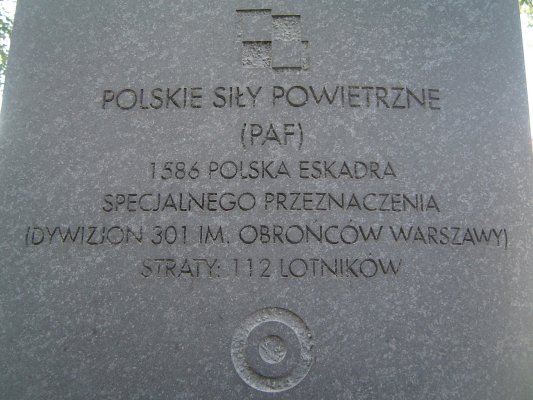 POLSKIE SIŁY POWIETRZNE
(PAF)
1586 POLSKA ESKADRA
SPECJALNEGO PRZEZNACZENIA
(DYWIZJON 301 IM. OBROŃCÓW WARSZAWY)
STRATY: 112 LOTNIKÓW